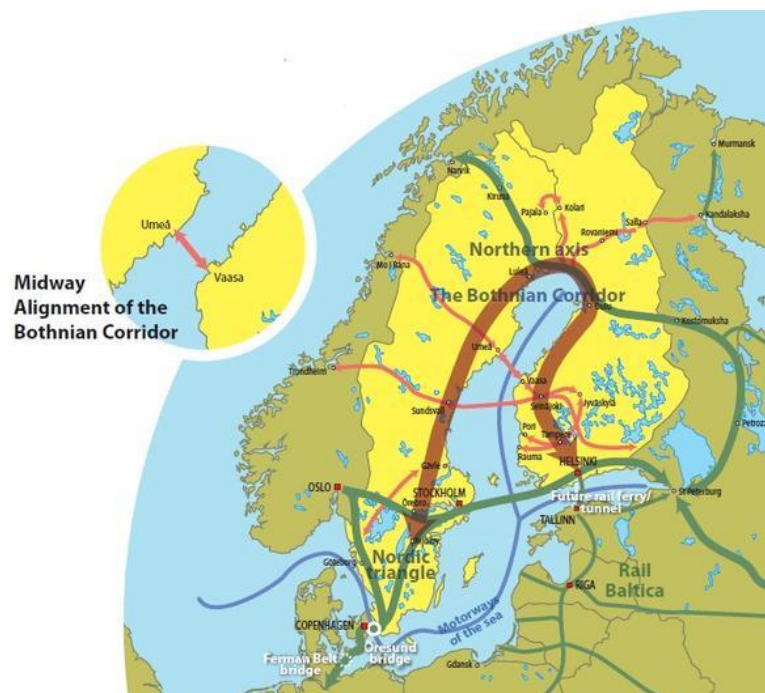 Murmansk
Narvik
Kiruna
Pajala
Kolari
Kandalaksha
Salla
Rovaniemi
Umeå
Vaasa
Midway
Alignment of the
Bothnian Corridor
Northern axis
Mo I Rana
Luleå
The Bothnian Corridor
Oulu
Kostomuksha
Umeå
Trondheim
Vaasa
Sundsvall
Seinäjoki
Jyväskylä
Pori
Tampere
Rauma
Gävle
HELSINKI
OSLO
STOCKHOLM
Örebro
St Peterburg
Future rail ferry/
tunnel
TALLINN
Nordic
triangle
Göteborg
Rail
Baltica
RIGA
Motorways
of the sea
COPENHAGEN
Öresund
bridge
Ferman Belt
bridge
Gdansk